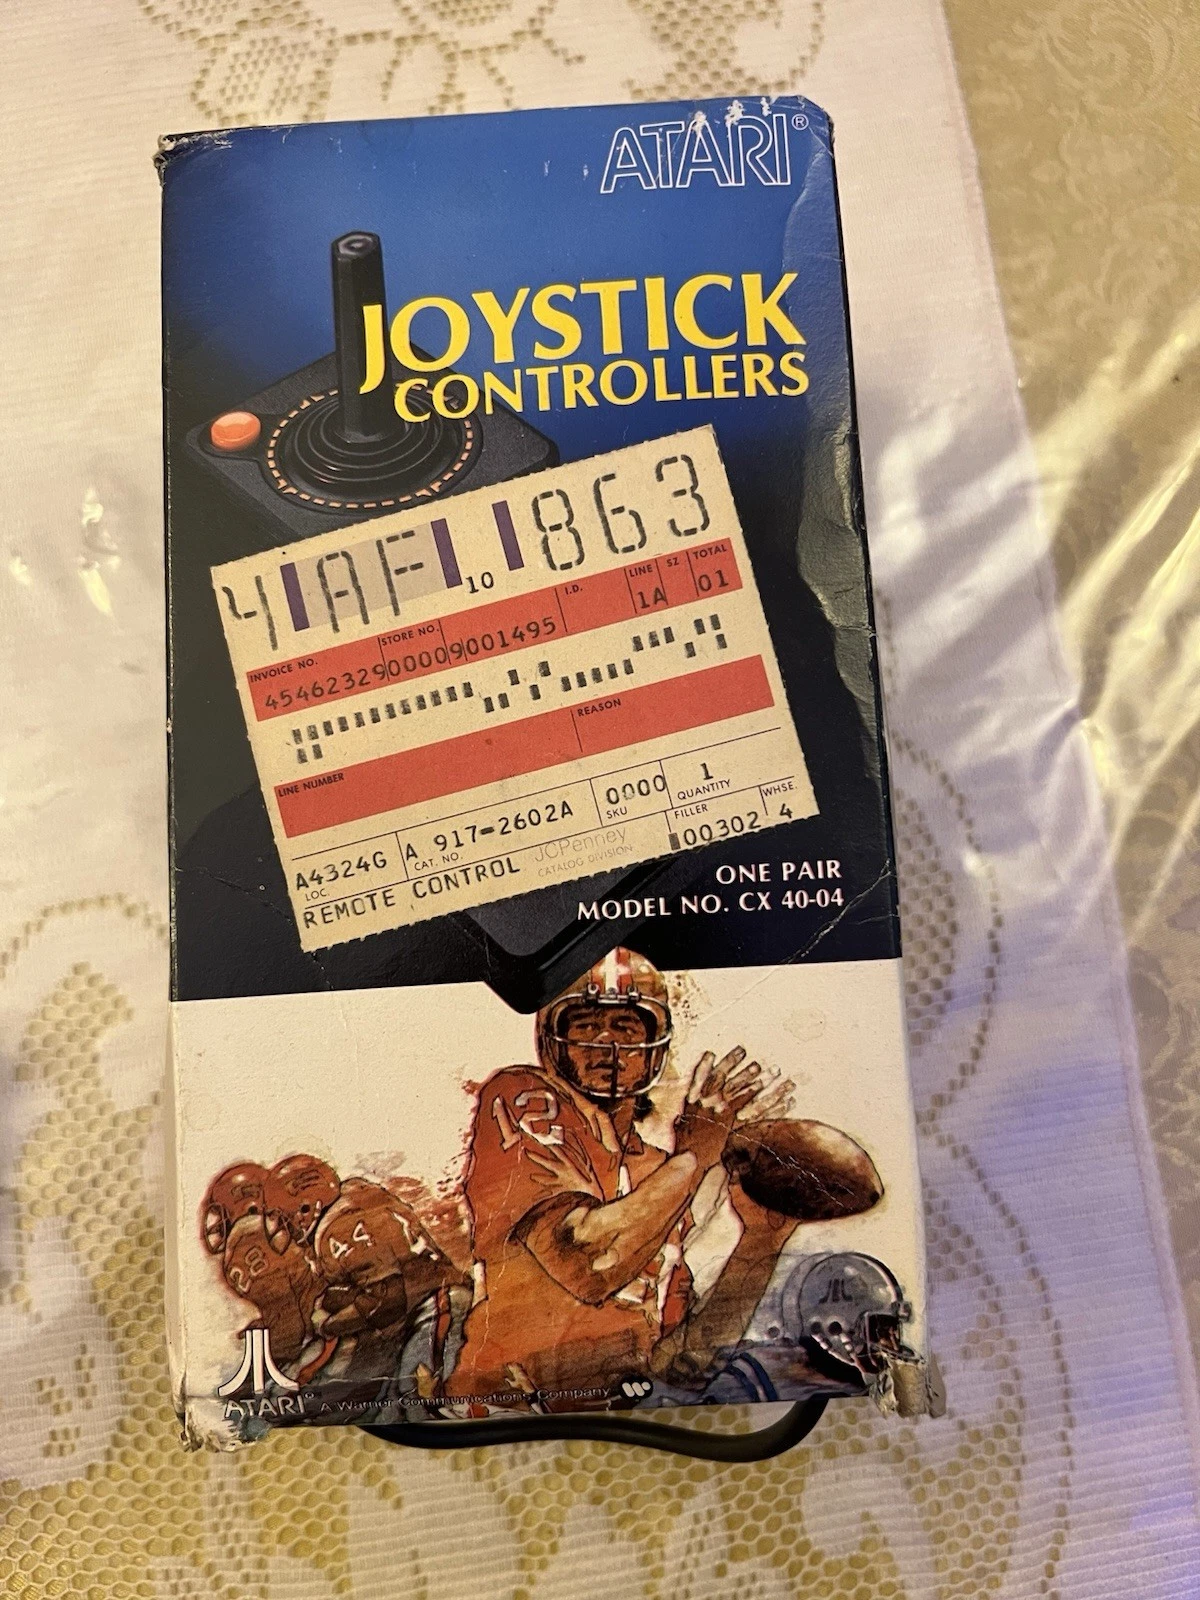 ATARI®
JOYSTICK
CONTROLLERS
4 AF 10 863
INVOICE NO. STORE NO. I.D. LINE SZ TOTAL
45462329 00009 001495 1A 01
LINE NUMBER REASON
A4324G A 917-2602A 0000 1
LOC. CAT. NO. SKU QUANTITY FILLER WHSE.
REMOTE CONTROL JCPenney 00302 4
CATALOG DIVISION
ONE PAIR
MODEL NO. CX 40-04
12
28 44
ATARI® A Warner Communications Company